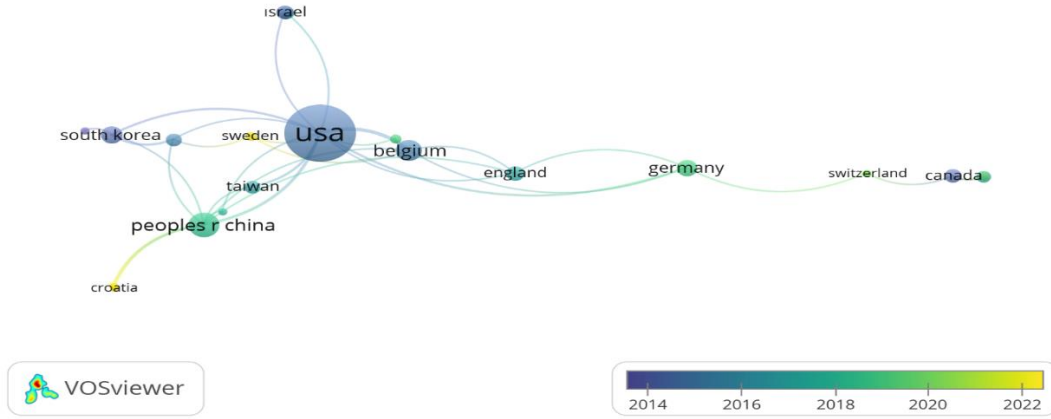 israel
south korea
sweden
usa
belgium
england
germany
switzerland
canada
taiwan
peoples r china
croatia
VOSviewer
2014 2016 2018 2020 2022